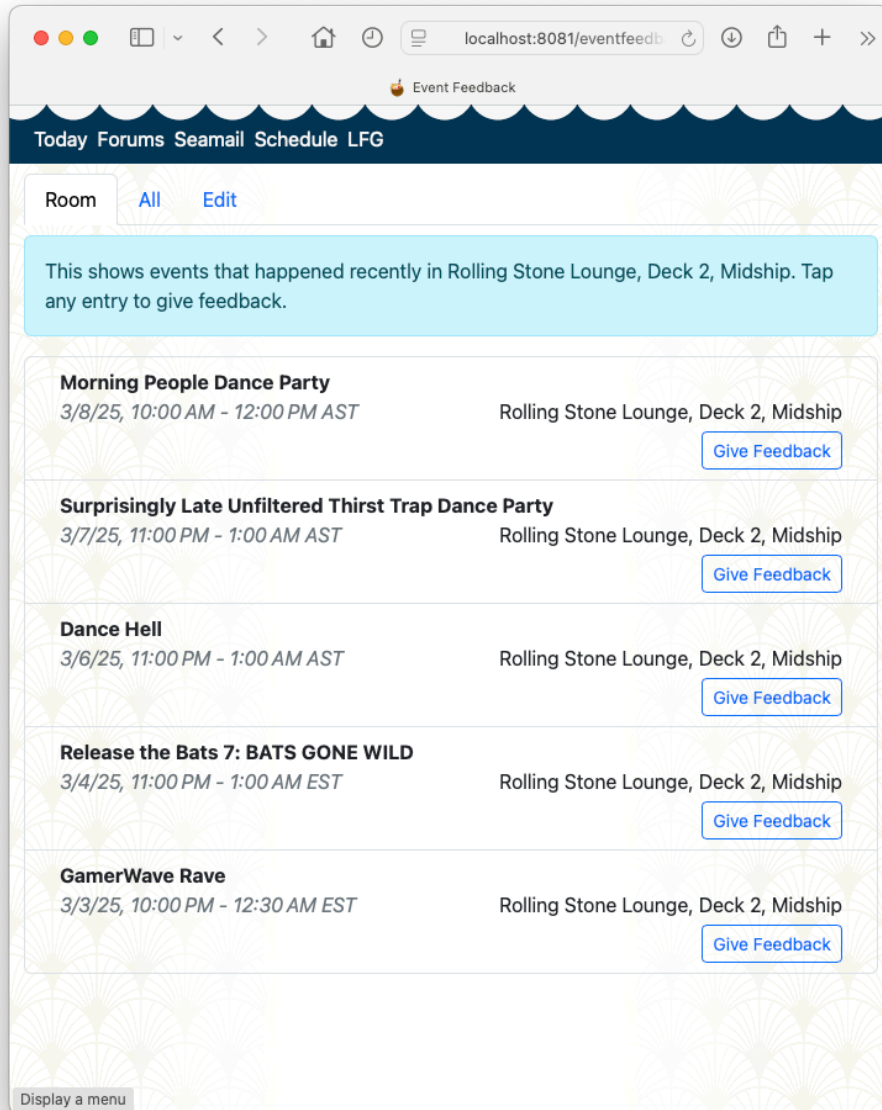 localhost:8081/eventfeedb
Event Feedback
Today Forums Seamail Schedule LFG
Room All Edit
This shows events that happened recently in Rolling Stone Lounge, Deck 2, Midship. Tap
any entry to give feedback.
Morning People Dance Party
3/8/25, 10:00 AM - 12:00 PM AST Rolling Stone Lounge, Deck 2, Midship
Give Feedback
Surprisingly Late Unfiltered Thirst Trap Dance Party
3/7/25, 11:00 PM - 1:00 AM AST Rolling Stone Lounge, Deck 2, Midship
Give Feedback
Dance Hell
3/6/25, 11:00 PM - 1:00 AM AST Rolling Stone Lounge, Deck 2, Midship
Give Feedback
Release the Bats 7: BATS GONE WILD
3/4/25, 11:00 PM - 1:00 AM EST Rolling Stone Lounge, Deck 2, Midship
Give Feedback
GamerWave Rave
3/3/25, 10:00 PM - 12:30 AM EST Rolling Stone Lounge, Deck 2, Midship
Give Feedback
Display a menu